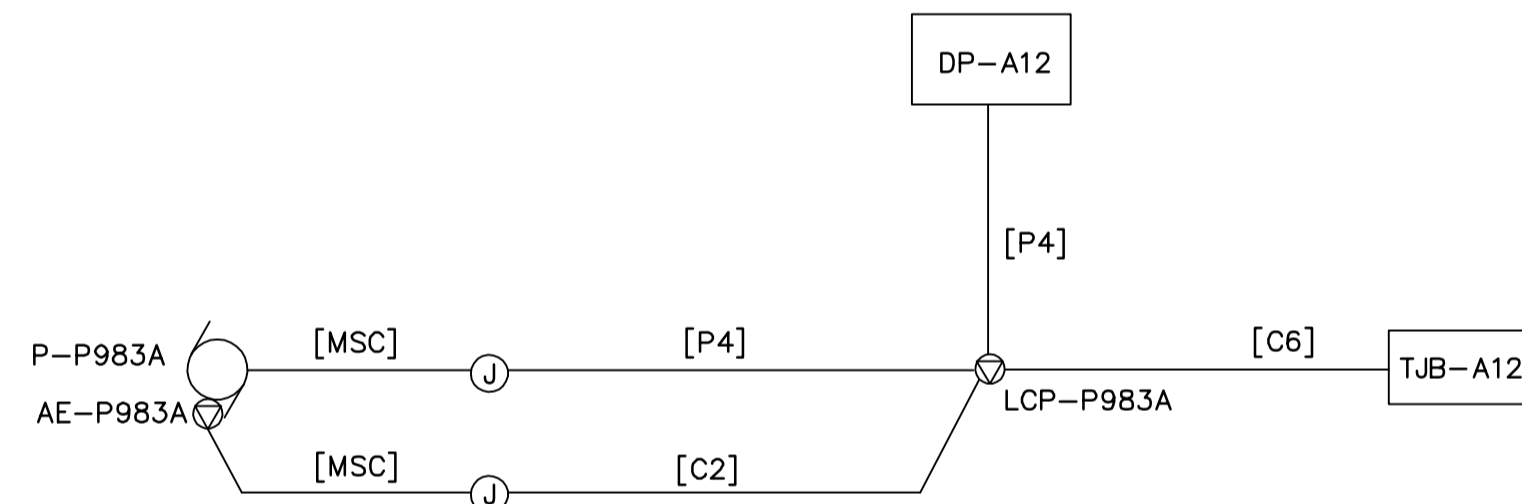 DP-A12
[P4]
[MSC]
[P4]
[C6]
P-P983A
J
TJB-A12
LCP-P983A
AE-P983A
[MSC]
[C2]
J